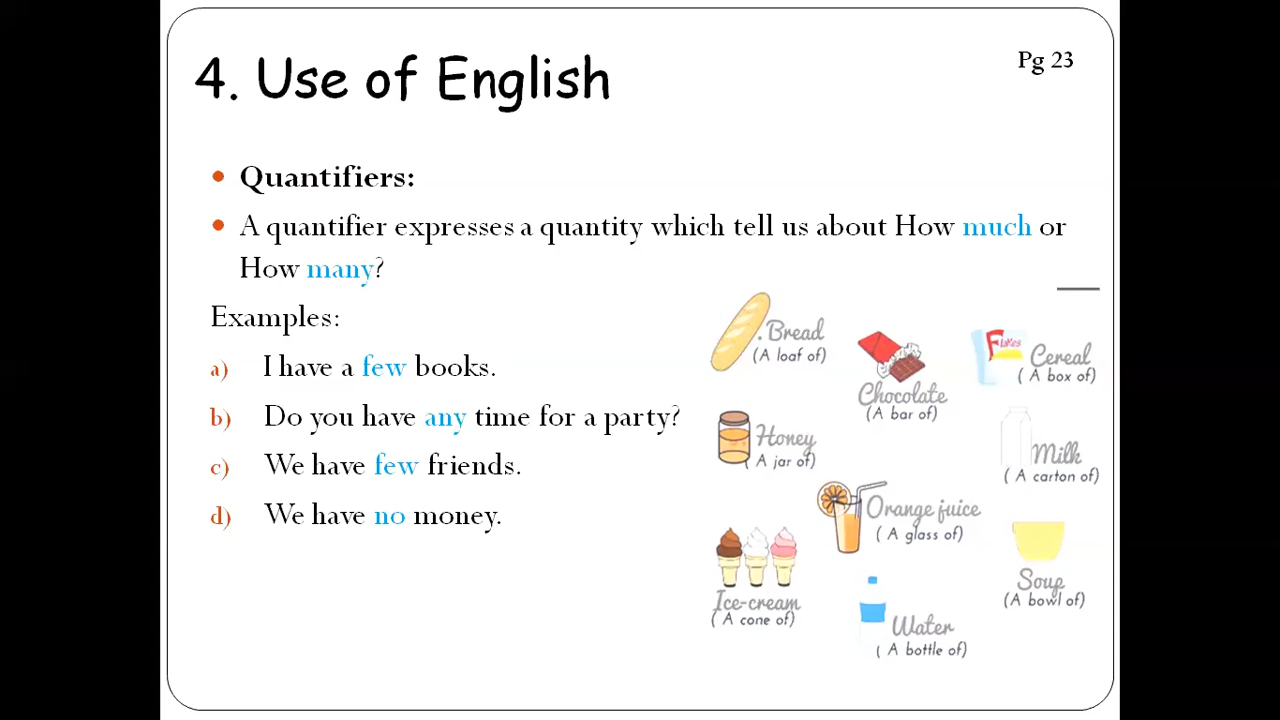 4. Use of English
Pg 23
• Quantifiers:
• A quantifier expresses a quantity which tell us about How much or
How many?
Examples:
a) I have a few books.
b) Do you have any time for a party?
c) We have few friends.
d) We have no money.
Bread
(A loaf of)
Chocolate
(A bar of)
Flakes
Cereal
( A box of)
Honey
(A jar of)
Milk
(A carton of)
Orange juice
( A glass of)
Ice-cream
( A cone of)
Soup
(A bowl of)
Water
( A bottle of)